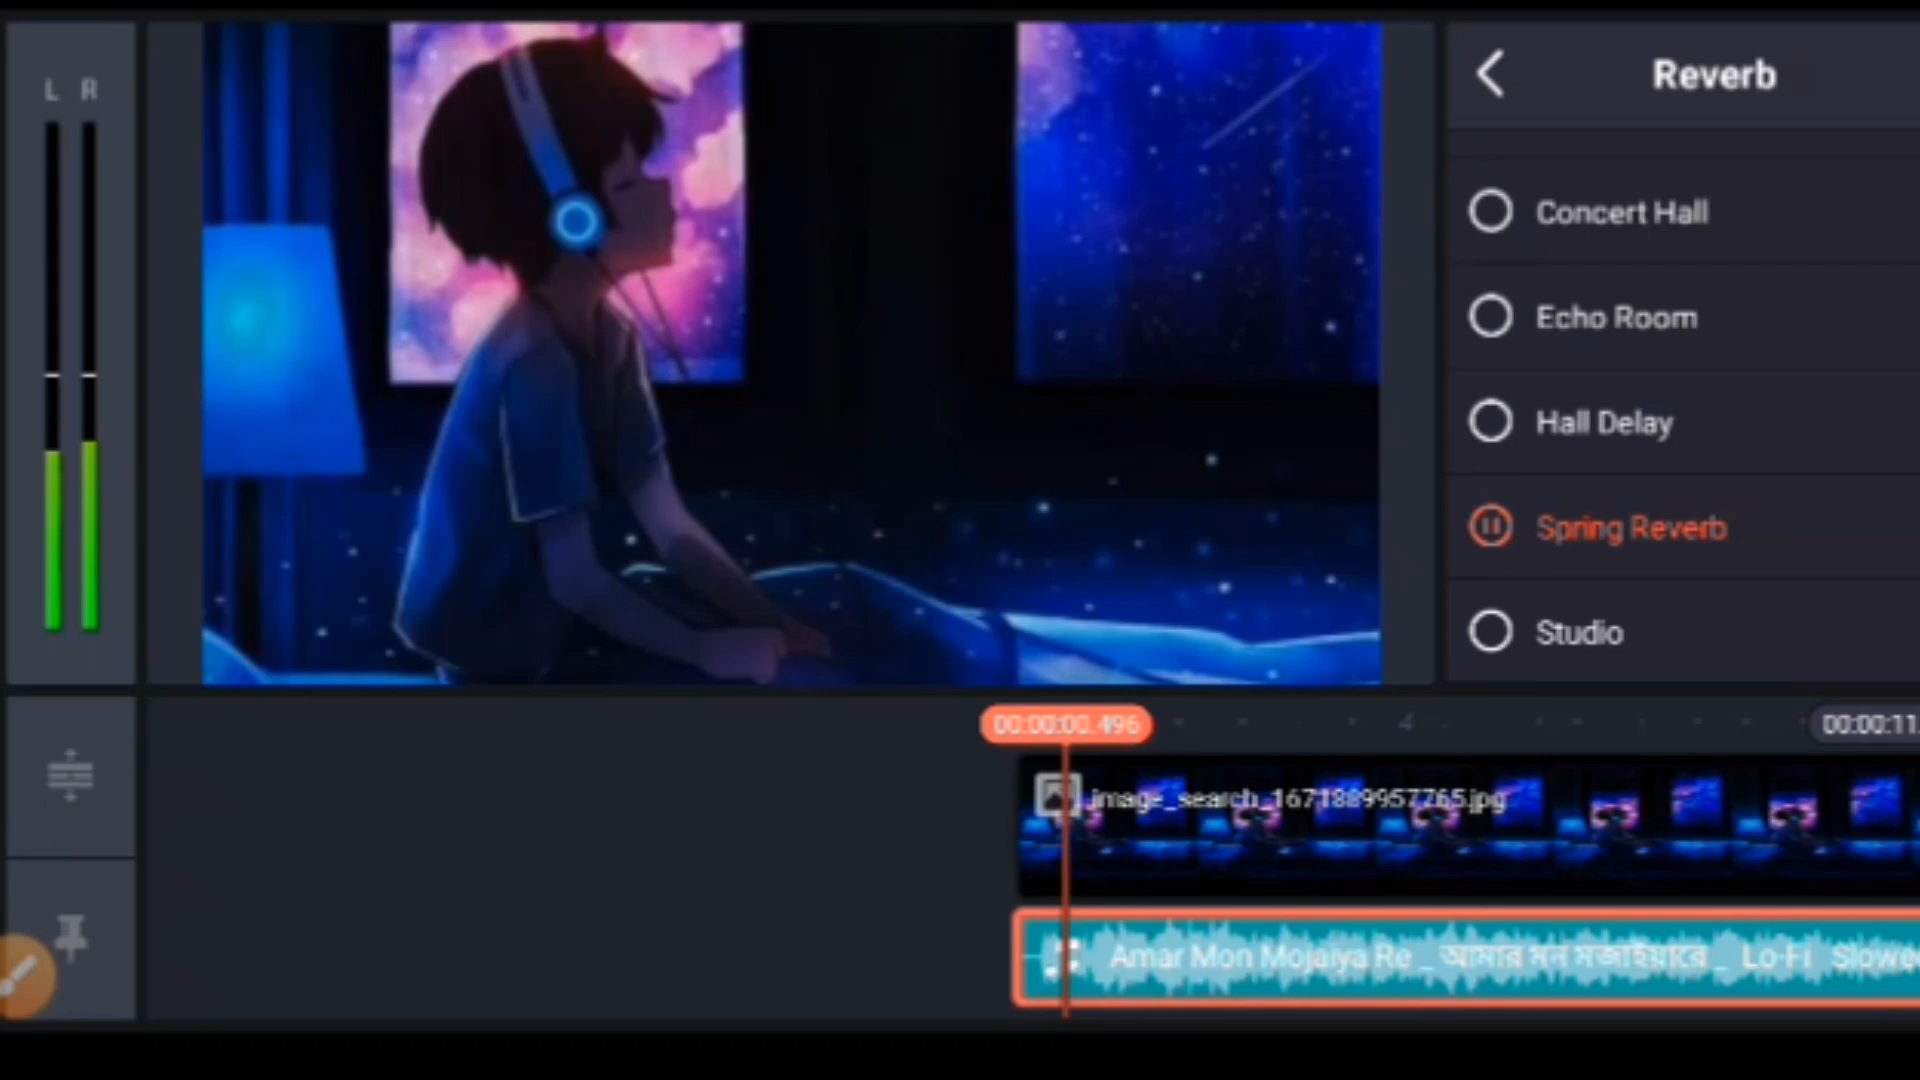 L R
Reverb
Concert Hall
Echo Room
Hall Delay
Spring Reverb
Studio
00:00:00.496
4
00:00:11.
image_search_1671889957765.jpg
Amar Mon Mojaiya Re _ আমার মন মজাইয়ারে _ Lo-Fi Slowe